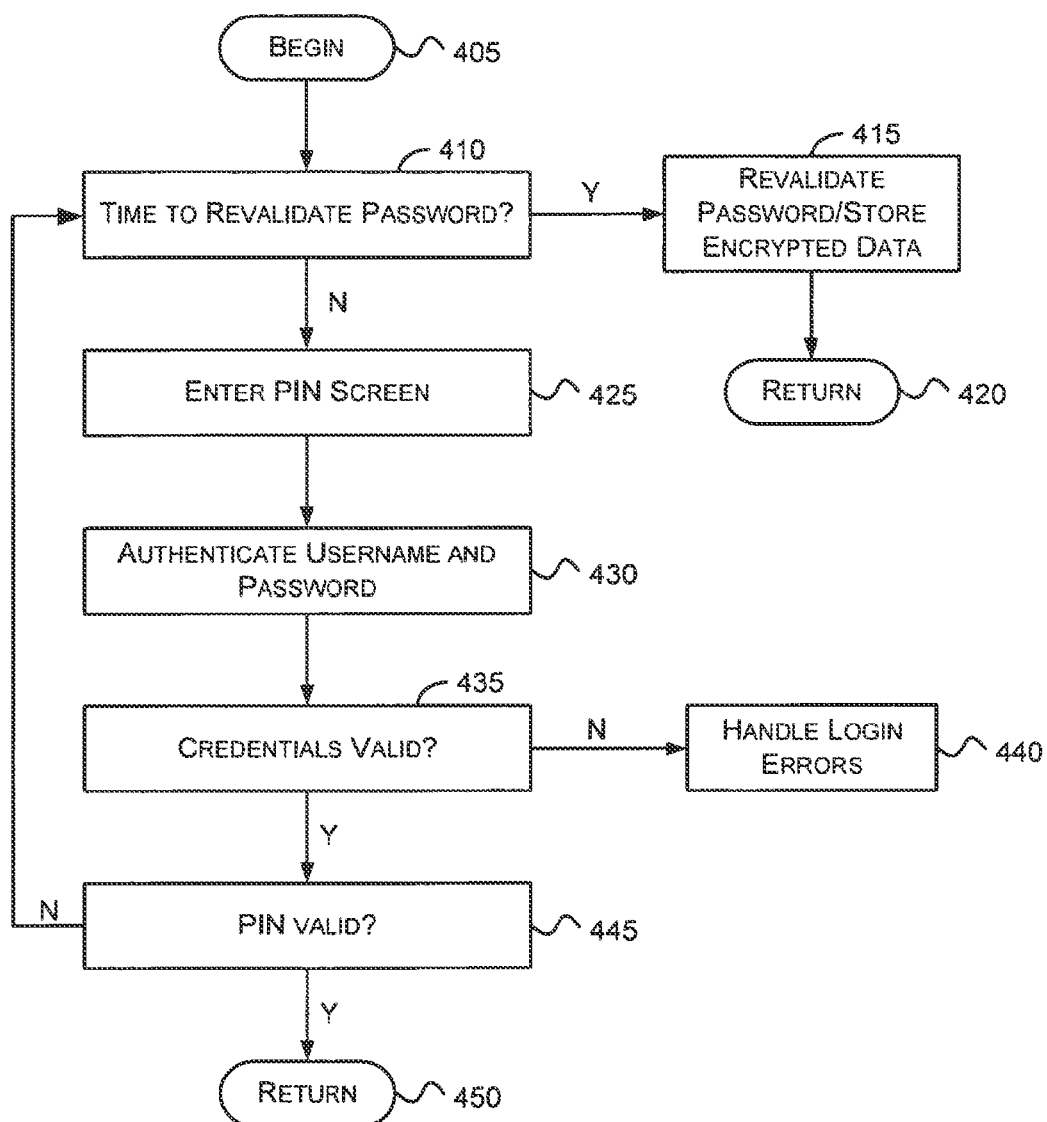 BEGIN
405
410
TIME TO REVALIDATE PASSWORD?
Y
415
REVALIDATE
PASSWORD/STORE
ENCRYPTED DATA
N
RETURN
420
ENTER PIN SCREEN
425
AUTHENTICATE USERNAME AND
PASSWORD
430
435
CREDENTIALS VALID?
N
HANDLE LOGIN
ERRORS
440
Y
N
PIN VALID?
445
Y
RETURN
450